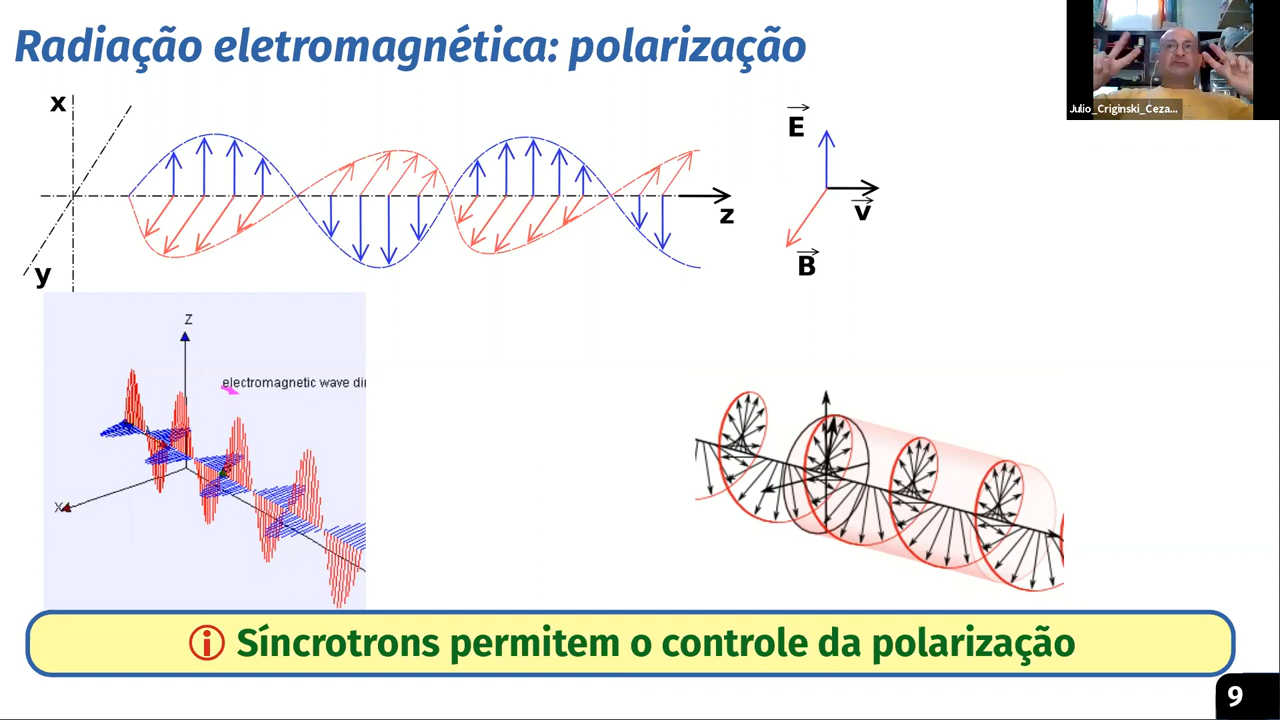 Radiação eletromagnética: polarização
Julio_Criginski_Ceza...
x
y
z
E
v
B
Z
electromagnetic wave di
X
Síncrotrons permitem o controle da polarização
9